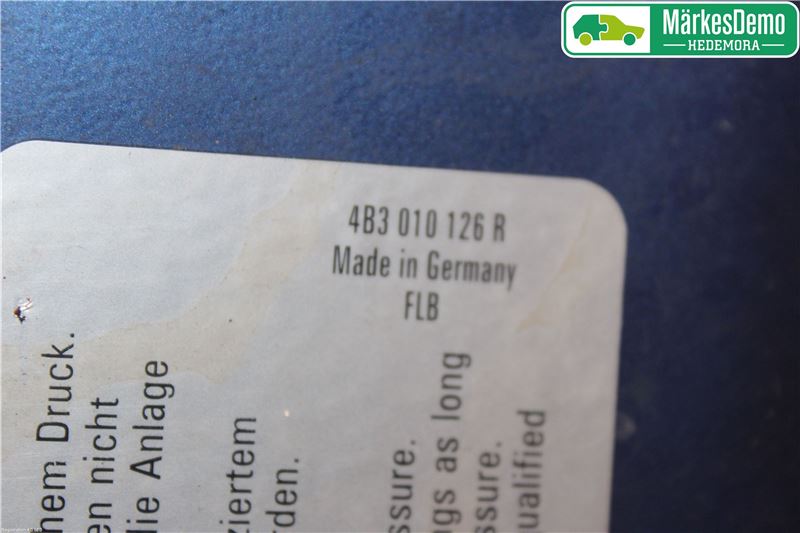 MärkesDemo
HEDEMORA
4B3 010 126 R
Made in Germany
FLB
nem Druck.
en nicht
die Anlage
ziertem
rden.
ssure.
ngs as long
ssure.
qualified